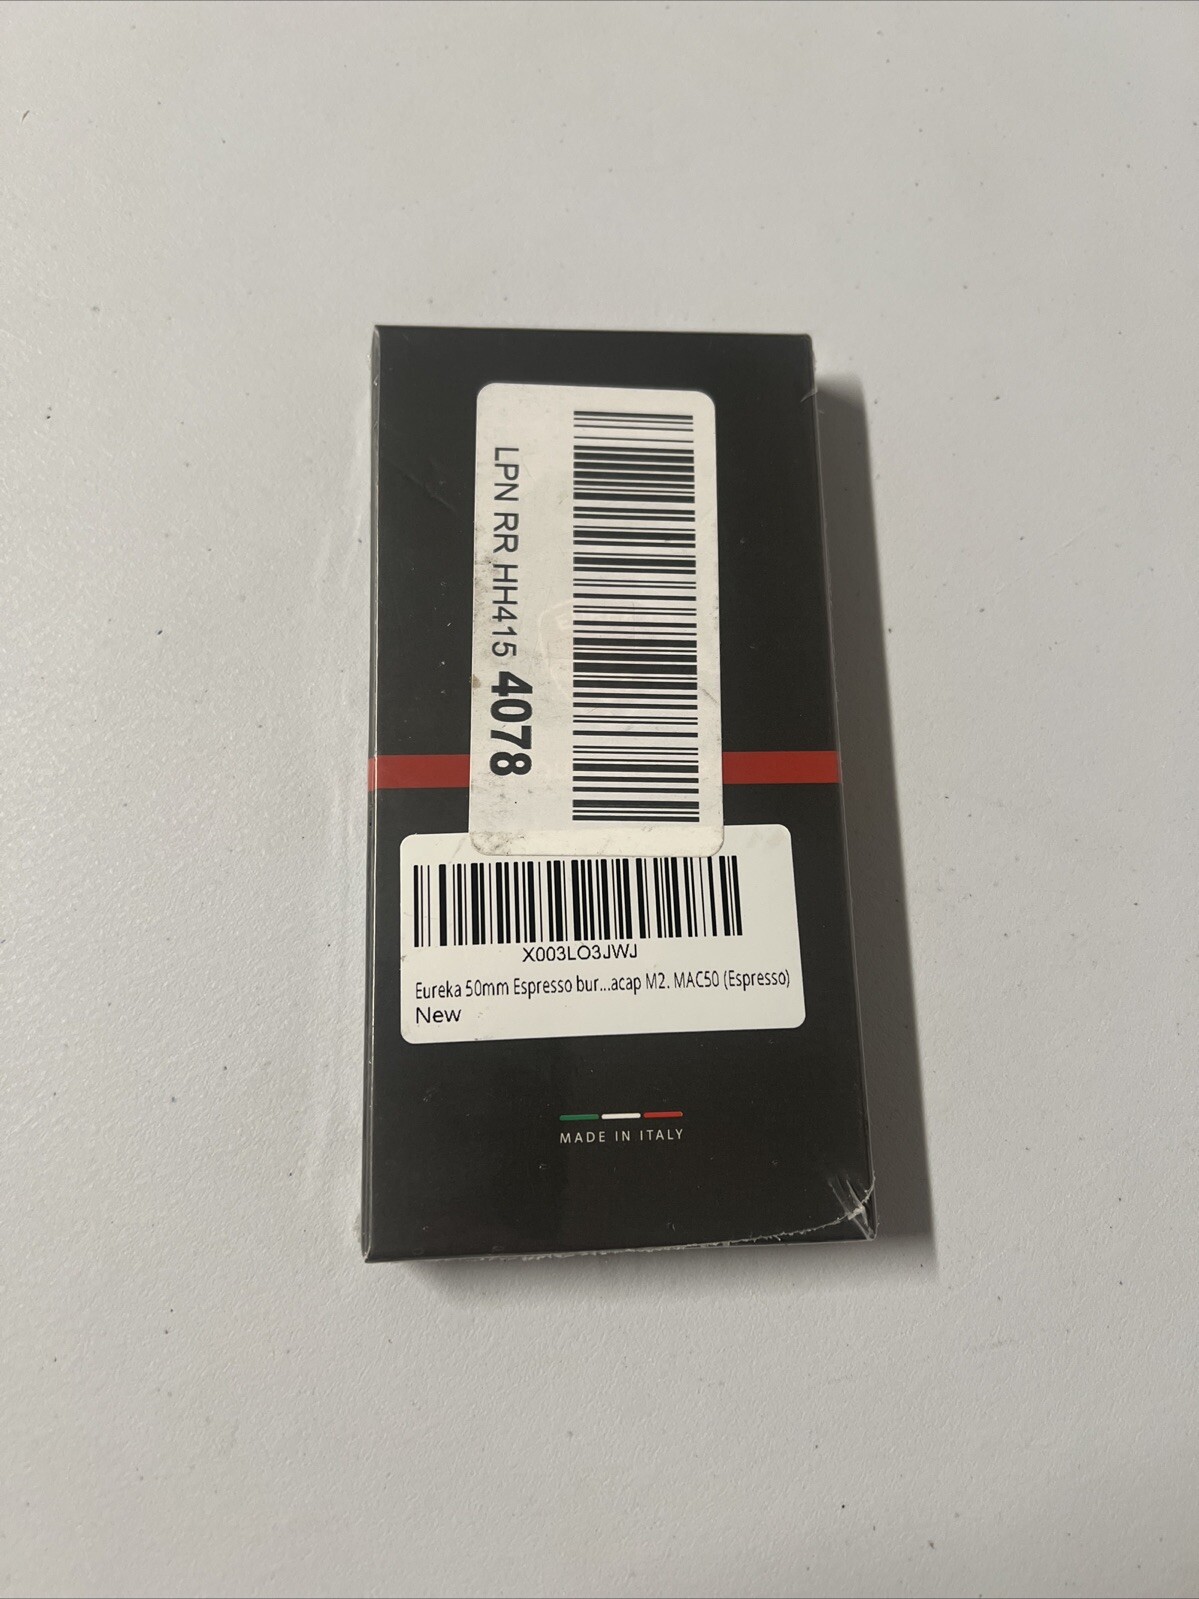 LPN RR HH415 4078
X003LO3JWJ
Eureka 50mm Espresso bur...acap M2. MAC50 (Espresso)
New
MADE IN ITALY